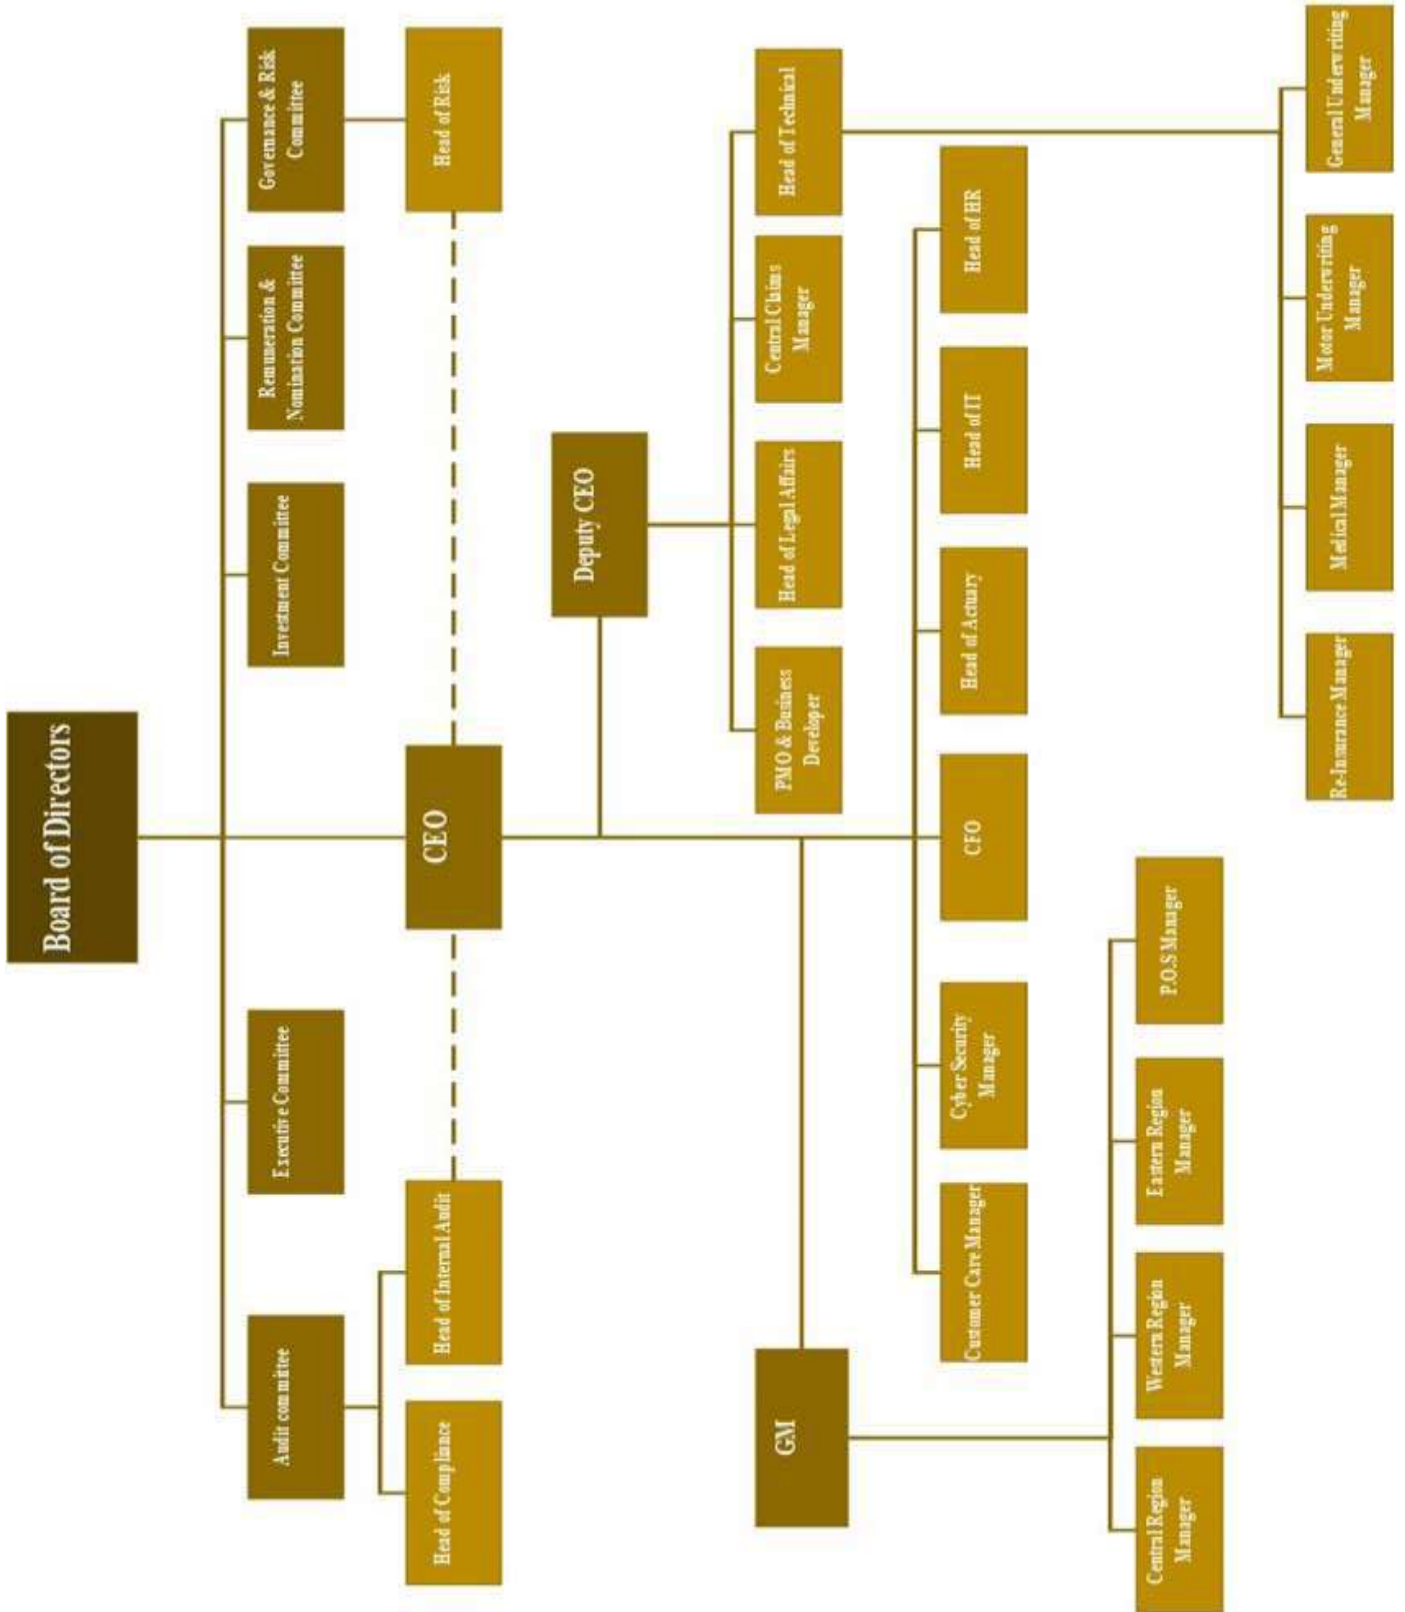 Board of Directors
Audit committee
Executive Committee
Investment Committee
Remuneration &
Nomination Committee
Governance & Risk
Committee
Head of Compliance
Head of Internal Audit
CEO
Head of Risk
Deputy CEO
GM
PMO & Business
Developer
Head of Legal Affairs
Central Claims
Manager
Head of Technical
Customer Care Manager
Cyber Security
Manager
CFO
Head of Actuary
Head of IT
Head of HR
Central Region
Manager
Western Region
Manager
Eastern Region
Manager
P.O.S Manager
Re-Insurance Manager
Medical Manager
Motor Underwriting
Manager
General Underwriting
Manager